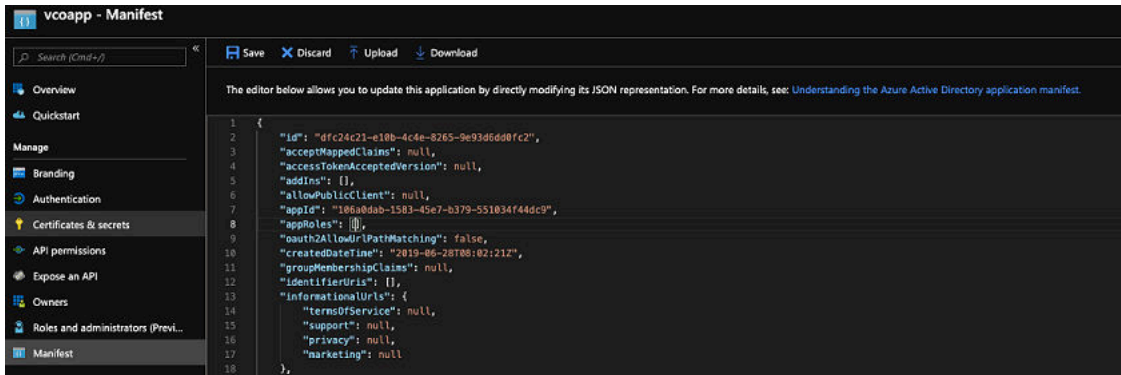 vcoapp - Manifest
Search (Cmd+/)
«
Save Discard Upload Download
Overview
Quickstart
Manage
Branding
Authentication
Certificates & secrets
API permissions
Expose an API
Owners
Roles and administrators (Previ...
Manifest
The editor below allows you to update this application by directly modifying its JSON representation. For more details, see: Understanding the Azure Active Directory application manifest.
1 {
2 "id": "dfc24c21-e10b-4c4e-8265-9e93d6dd0fc2",
3 "acceptMappedClaims": null,
4 "accessTokenAcceptedVersion": null,
5 "addIns": [],
6 "allowPublicClient": null,
7 "appId": "106a0dab-1583-45e7-b379-551034f44dc9",
8 "appRoles": [],
9 "oauth2AllowUrlPathMatching": false,
10 "createdDateTime": "2019-06-28T08:02:21Z",
11 "groupMembershipClaims": null,
12 "identifierUris": [],
13 "informationalUrls": {
14 "termsOfService": null,
15 "support": null,
16 "privacy": null,
17 "marketing": null
18 },